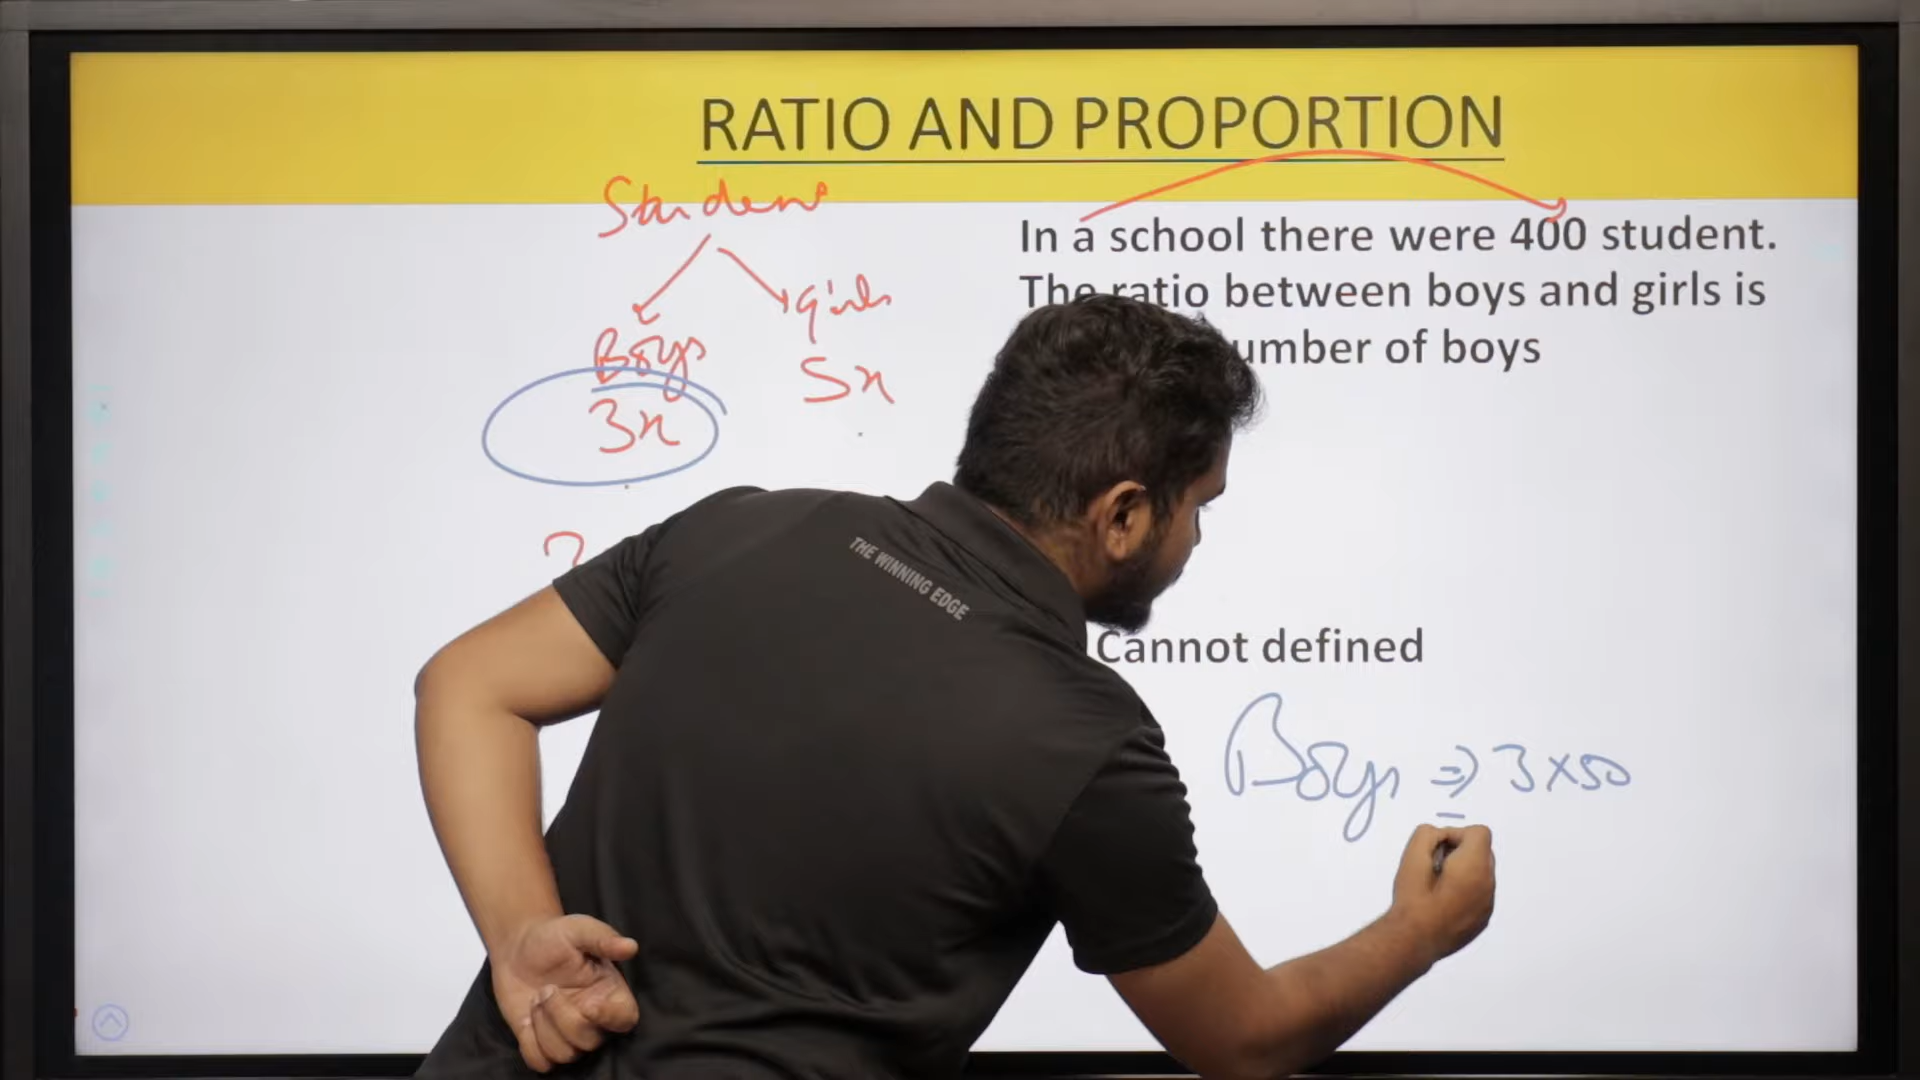 RATIO AND PROPORTION
Student
Boys
girls
3x
5x
In a school there were 400 student.
The ratio between boys and girls is
umber of boys
THE WINNING EDGE
Cannot defined
Boys ⇒ 3×50
=